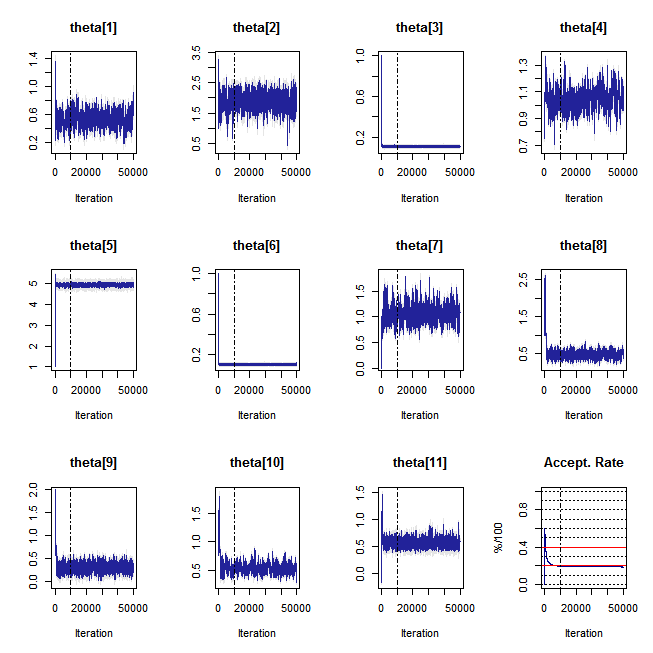 theta[1] theta[2] theta[3] theta[4]
1.4 1.0 0.6 0.2
3.5 2.5 1.5 0.5
1.0 0.6 0.2
1.3 1.1 0.9 0.7
0 20000 50000 0 20000 50000 0 20000 50000 0 20000 50000
Iteration Iteration Iteration Iteration
theta[5] theta[6] theta[7] theta[8]
5 4 3 2 1
1.0 0.6 0.2
1.5 1.0 0.5 0.0
2.5 1.5 0.5
0 20000 50000 0 20000 50000 0 20000 50000 0 20000 50000
Iteration Iteration Iteration Iteration
theta[9] theta[10] theta[11] Accept. Rate
2.0 1.5 1.0 0.5 0.0
1.5 1.0 0.5
1.5 1.0 0.5 0.0
%/100
0.8 0.4 0.0
0 20000 50000 0 20000 50000 0 20000 50000 0 20000 50000
Iteration Iteration Iteration Iteration